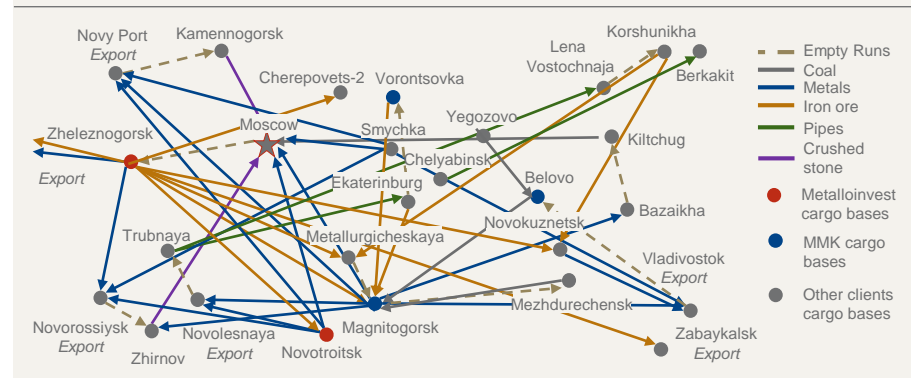 Novy Port
Export
Kamennogorsk
Cherepovets-2
Vorontsovka
Lena
Vostochnaja
Korshunikha
Berkakit
Zheleznogorsk
Export
Moscow
Smychka
Yegozovo
Kiltchug
Chelyabinsk
Ekaterinburg
Belovo
Bazaikha
Trubnaya
Metallurgicheskaya
Novokuznetsk
Vladivostok
Export
Mezhdurechensk
Novorossiysk
Export
Zhirnov
Novolesnaya
Export
Novotroitsk
Magnitogorsk
Zabaykalsk
Export
Empty Runs
Coal
Metals
Iron ore
Pipes
Crushed
stone
Metalloinvest
cargo bases
MMK cargo
bases
Other clients
cargo bases